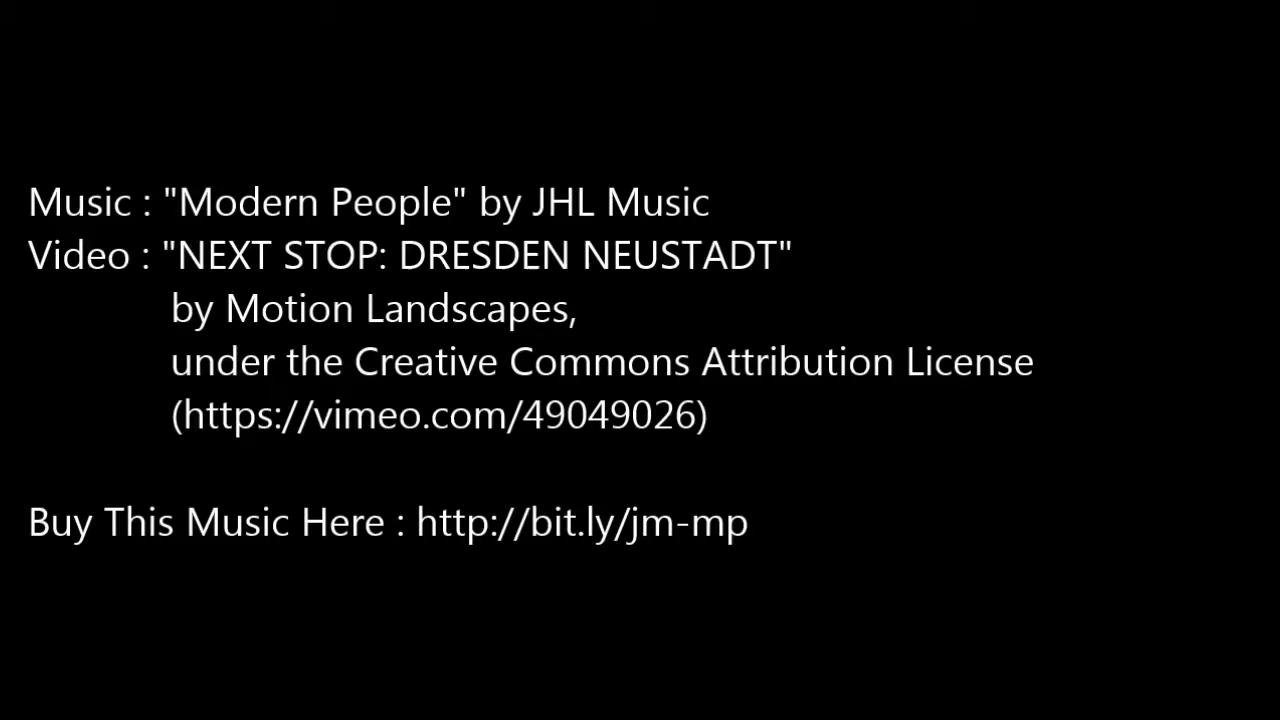 Music : "Modern People" by JHL Music
Video : "NEXT STOP: DRESDEN NEUSTADT"
by Motion Landscapes,
under the Creative Commons Attribution License
(https://vimeo.com/49049026)
Buy This Music Here : http://bit.ly/jm-mp